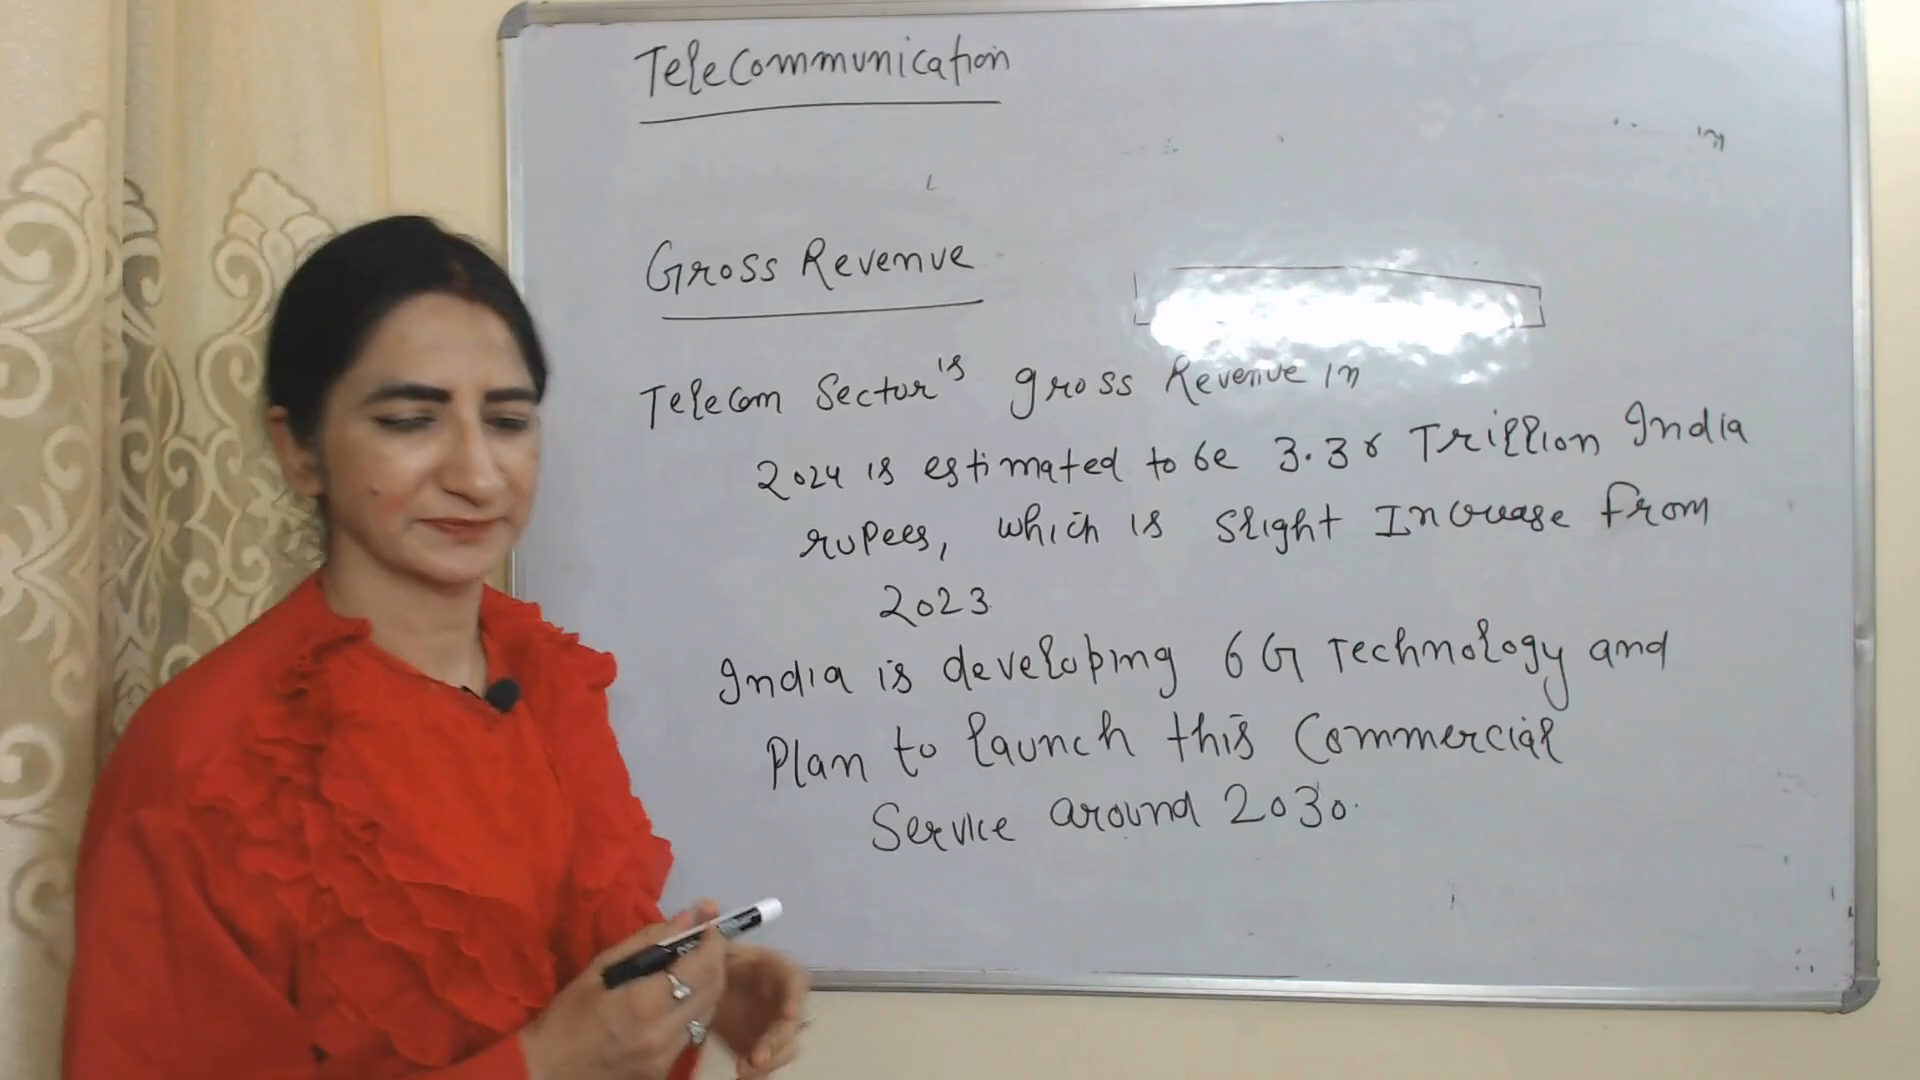 Telecommunication
Gross Revenue
Telecom Sector's gross Revenue in
2024 is estimated to be 3.36 Trillion India
rupees, which is slight Increase from
2023
India is developing 6G Technology and
Plan to launch this Commercial
Service around 2030.